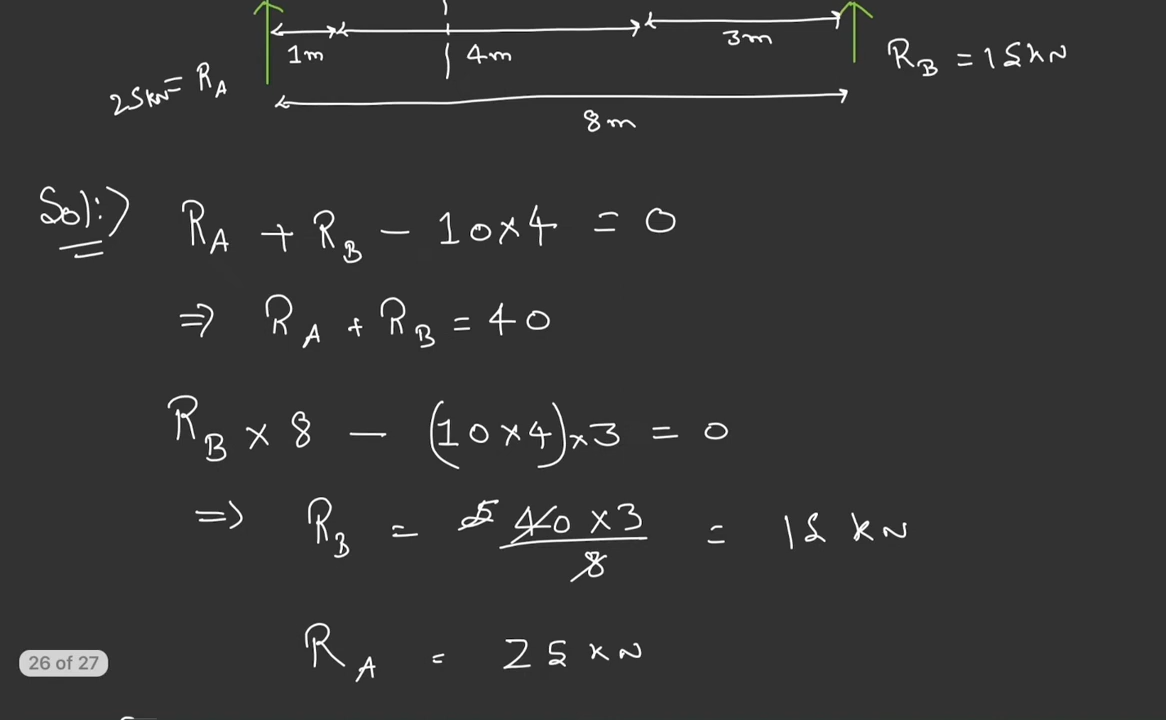 1m 4m 3m
25kN = R_A R_B = 15kN
8m
Sol:)
R_A + R_B - 10×4 = 0
⇒ R_A + R_B = 40
R_B × 8 - (10×4)×3 = 0
⇒ R_B = 5 40×3 / 8 = 15 kN
R_A = 25 kN
26 of 27